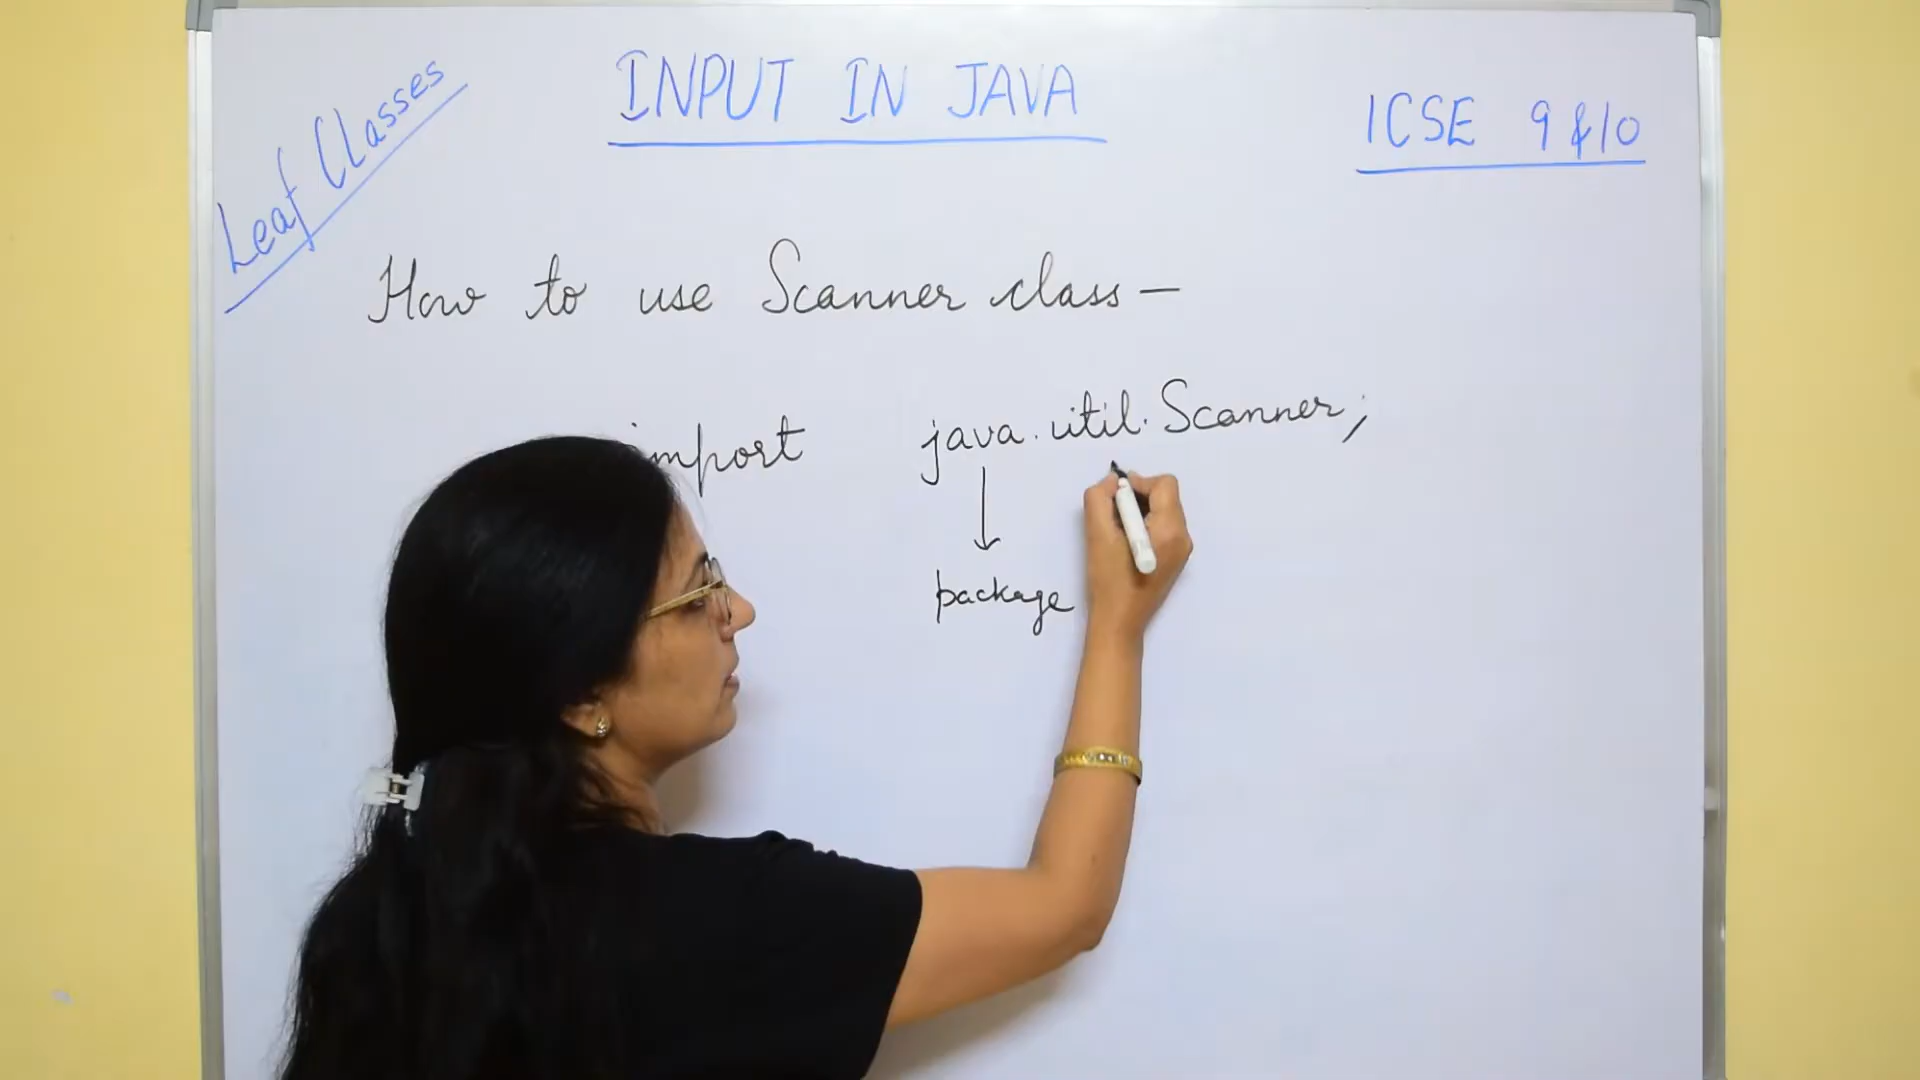 Leaf Classes
INPUT IN JAVA
ICSE 9 & 10
How to use Scanner class –
import java.util.Scanner;
package